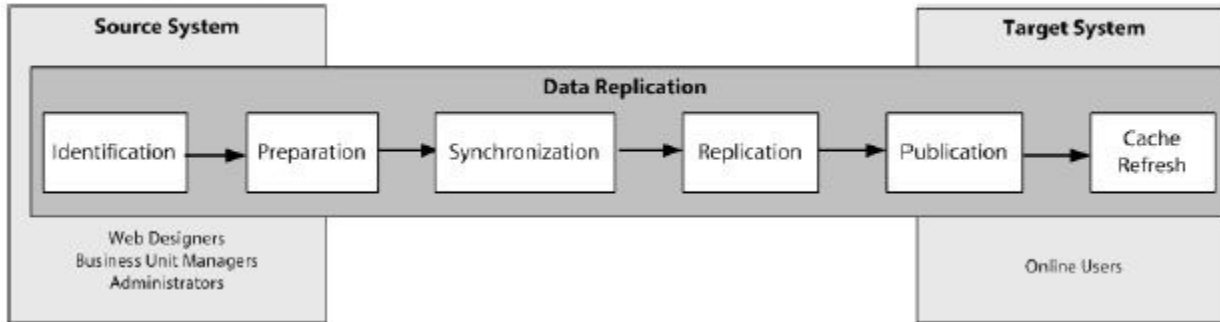 Source System
Target System
Data Replication
Identification
Preparation
Synchronization
Replication
Publication
Cache
Refresh
Web Designers
Business Unit Managers
Administrators
Online Users